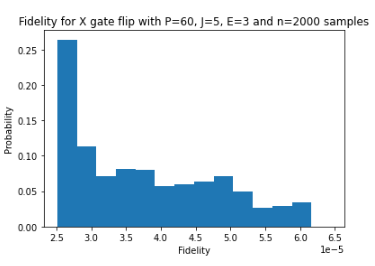 Fidelity for X gate flip with P=60, J=5, E=3 and n=2000 samples
0.25
0.20
0.15
0.10
0.05
0.00
Probability
2.5 3.0 3.5 4.0 4.5 5.0 5.5 6.0 6.5
1e−5
Fidelity